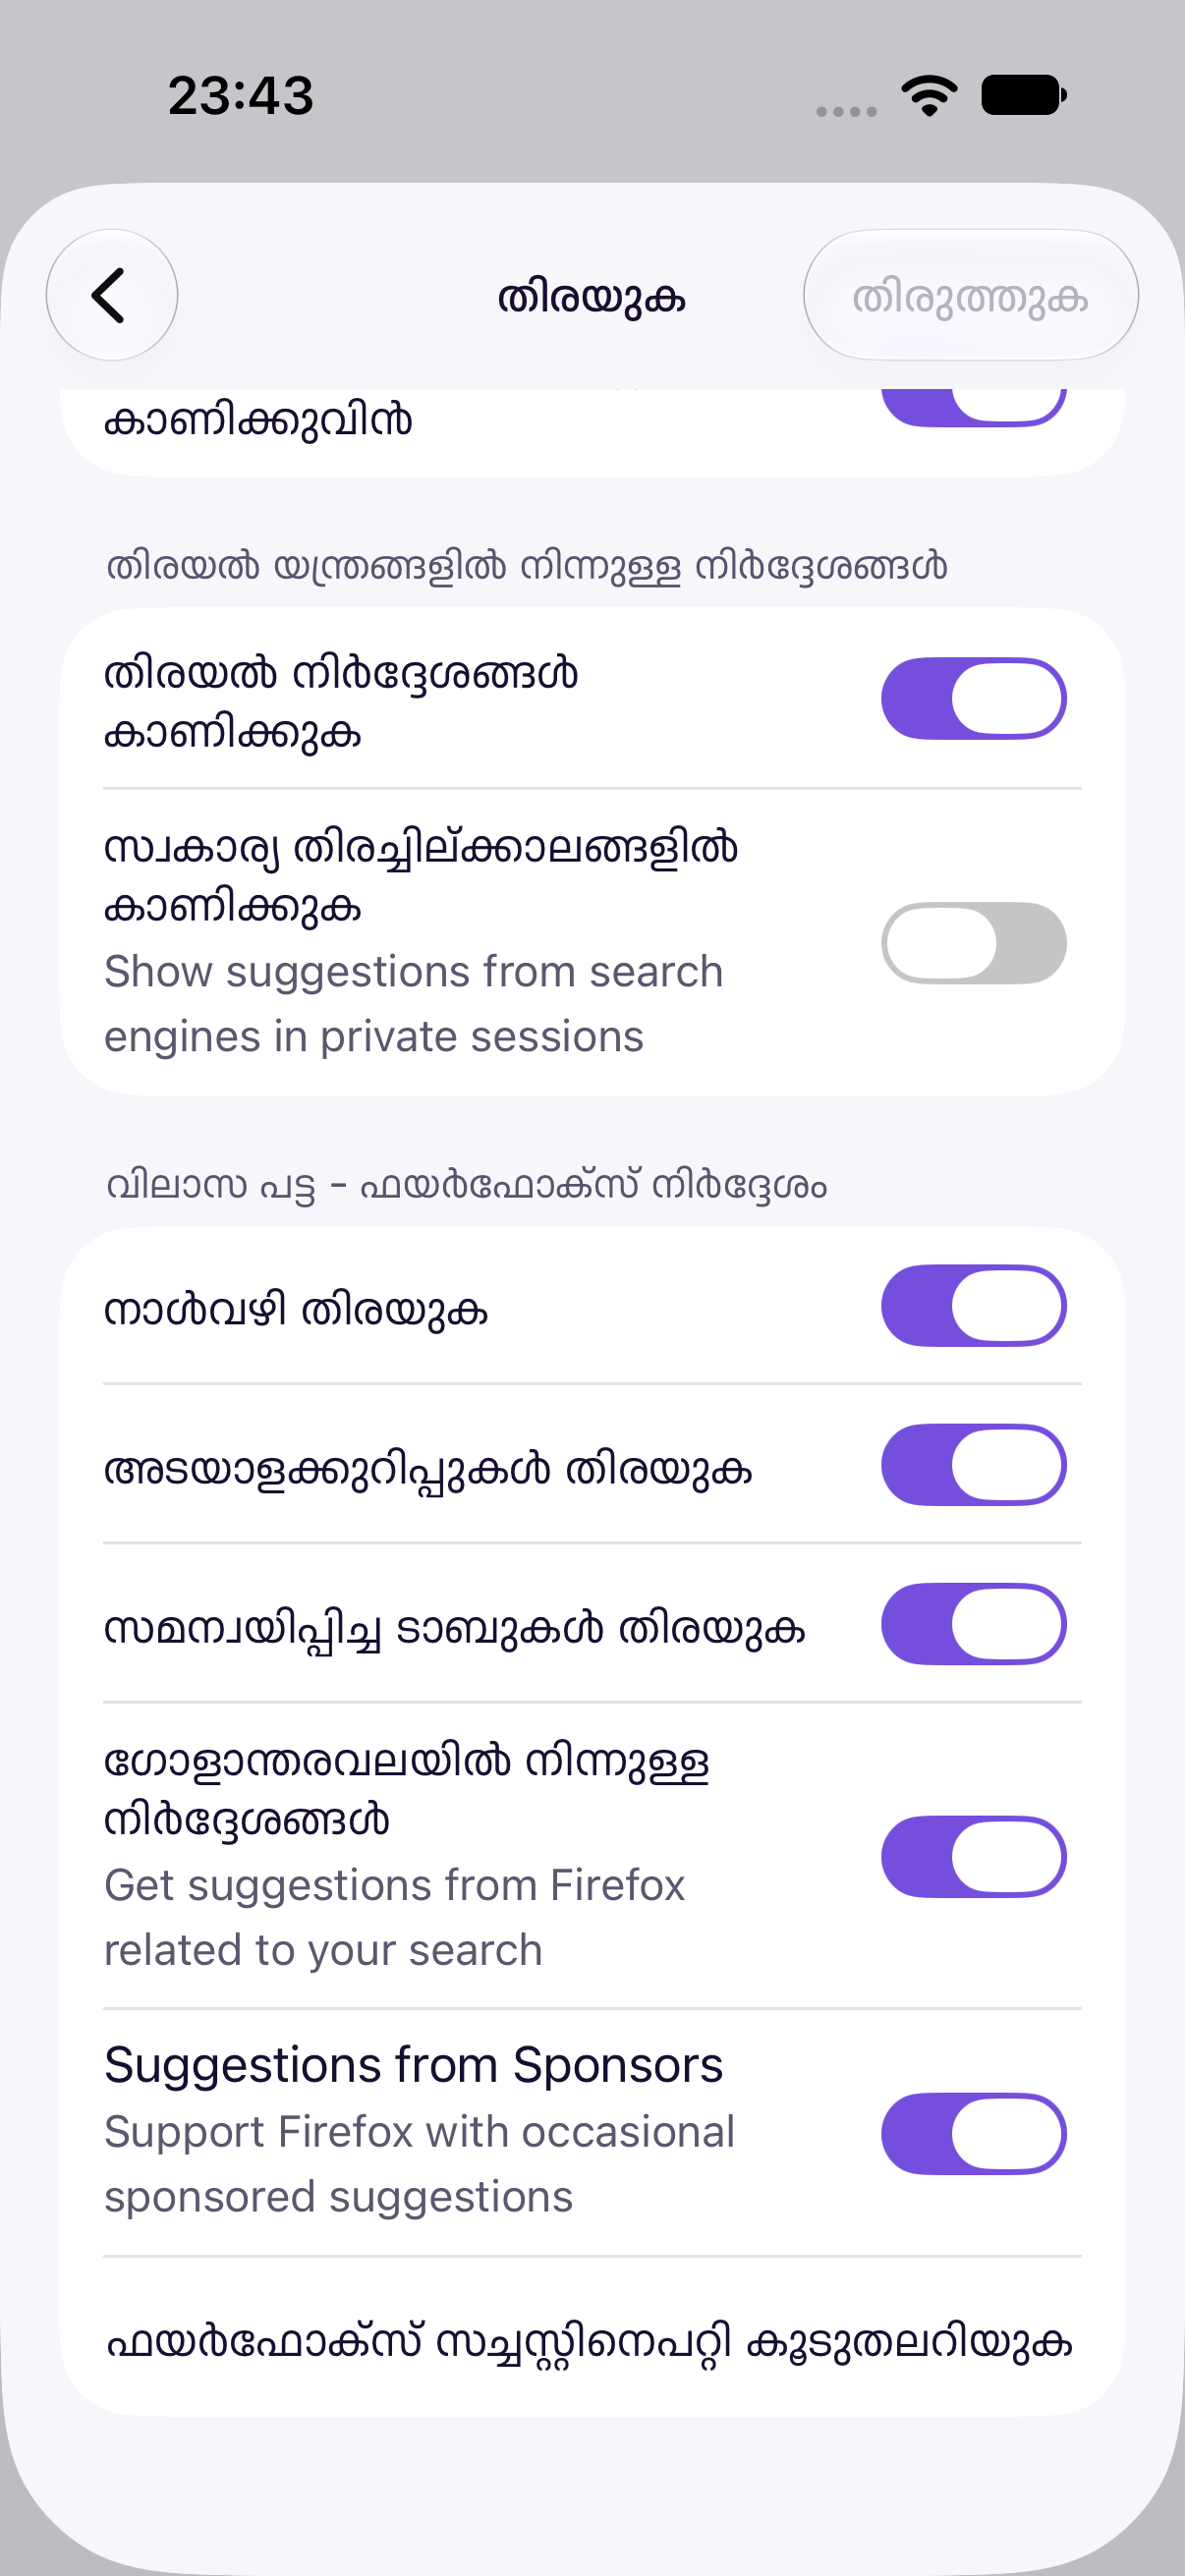 23:43
തിരയുക
തിരുത്തുക
കാണിക്കുവിൻ
തിരയൽ യന്ത്രങ്ങളിൽ നിന്നുള്ള നിർദ്ദേശങ്ങൾ
തിരയൽ നിർദ്ദേശങ്ങൾ
കാണിക്കുക
സ്വകാര്യ തിരച്ചില്ക്കാലങ്ങളിൽ
കാണിക്കുക
Show suggestions from search
engines in private sessions
വിലാസ പട്ട - ഫയർഫോക്സ് നിർദ്ദേശം
നാൾവഴി തിരയുക
അടയാളക്കുറിപ്പുകൾ തിരയുക
സമന്വയിപ്പിച്ച ടാബുകൾ തിരയുക
ഗോളാന്തരവലയിൽ നിന്നുള്ള
നിർദ്ദേശങ്ങൾ
Get suggestions from Firefox
related to your search
Suggestions from Sponsors
Support Firefox with occasional
sponsored suggestions
ഫയർഫോക്സ് സച്ചസ്റ്റിനെപറ്റി കൂടുതലറിയുക